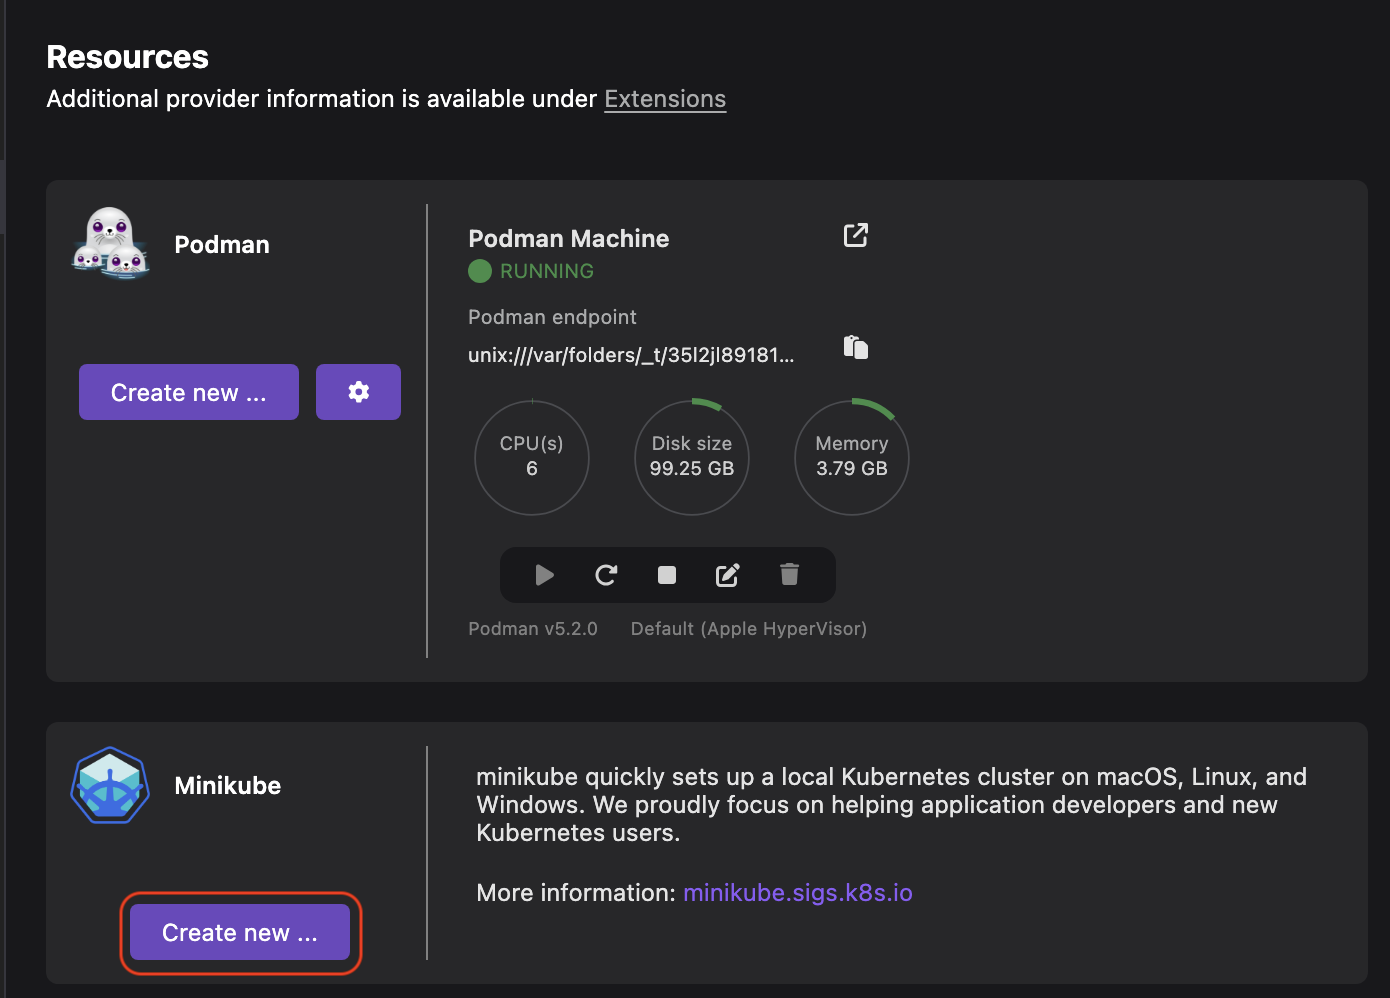 Resources
Additional provider information is available under Extensions
Podman
Create new ...
Podman Machine
RUNNING
Podman endpoint
unix:///var/folders/_t/35l2jl89181...
CPU(s)
6
Disk size
99.25 GB
Memory
3.79 GB
Podman v5.2.0
Default (Apple HyperVisor)
Minikube
Create new ...
minikube quickly sets up a local Kubernetes cluster on macOS, Linux, and
Windows. We proudly focus on helping application developers and new
Kubernetes users.
More information: minikube.sigs.k8s.io